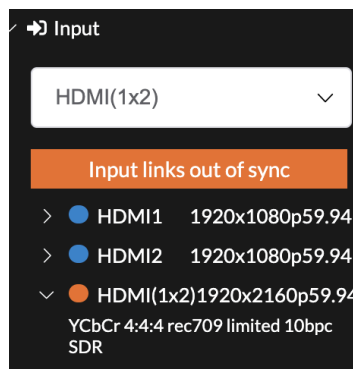 Input
HDMI(1x2)
Input links out of sync
HDMI1 1920x1080p59.94
HDMI2 1920x1080p59.94
HDMI(1x2)1920x2160p59.94
YCbCr 4:4:4 rec709 limited 10bpc
SDR